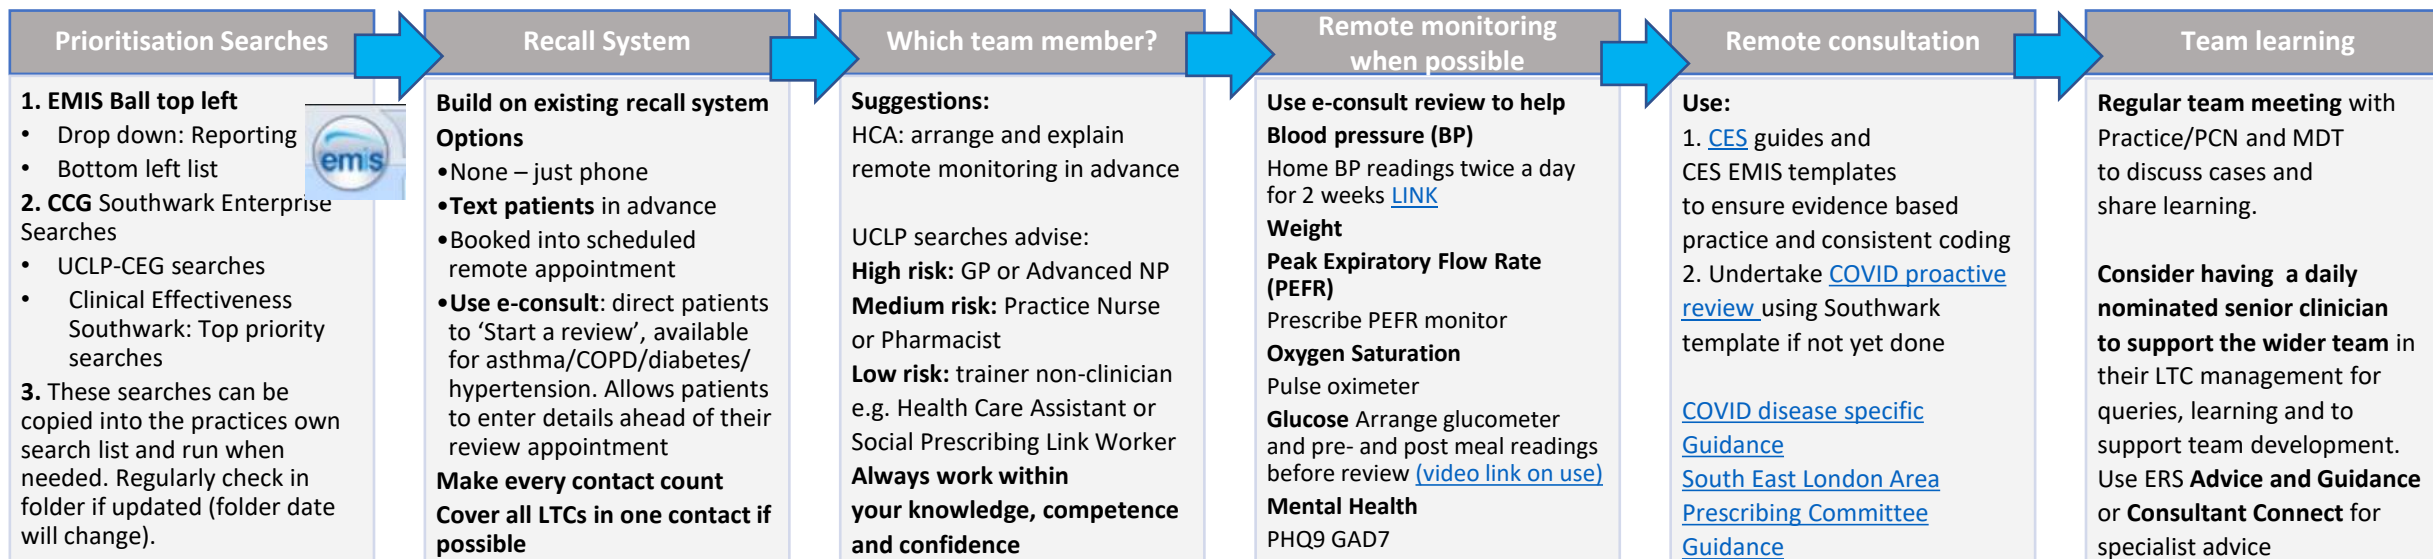 Prioritisation Searches
1. EMIS Ball top left
• Drop down: Reporting
• Bottom left list
2. CCG Southwark Enterprise
Searches
• UCLP-CEG searches
• Clinical Effectiveness
Southwark: Top priority
searches
3. These searches can be
copied into the practices own
search list and run when
needed. Regularly check in
folder if updated (folder date
will change).
emis
Recall System
Build on existing recall system
Options
•None – just phone
•Text patients in advance
•Booked into scheduled
remote appointment
•Use e-consult: direct patients
to ‘Start a review’, available
for asthma/COPD/diabetes/
hypertension. Allows patients
to enter details ahead of their
review appointment
Make every contact count
Cover all LTCs in one contact if
possible
Which team member?
Suggestions:
HCA: arrange and explain
remote monitoring in advance
UCLP searches advise:
High risk: GP or Advanced NP
Medium risk: Practice Nurse
or Pharmacist
Low risk: trainer non-clinician
e.g. Health Care Assistant or
Social Prescribing Link Worker
Always work within
your knowledge, competence
and confidence
Remote monitoring
when possible
Use e-consult review to help
Blood pressure (BP)
Home BP readings twice a day
for 2 weeks LINK
Weight
Peak Expiratory Flow Rate
(PEFR)
Prescribe PEFR monitor
Oxygen Saturation
Pulse oximeter
Glucose Arrange glucometer
and pre- and post meal readings
before review (video link on use)
Mental Health
PHQ9 GAD7
Remote consultation
Use:
1. CES guides and
CES EMIS templates
to ensure evidence based
practice and consistent coding
2. Undertake COVID proactive
review using Southwark
template if not yet done
COVID disease specific
Guidance
South East London Area
Prescribing Committee
Guidance
Team learning
Regular team meeting with
Practice/PCN and MDT
to discuss cases and
share learning.
Consider having a daily
nominated senior clinician
to support the wider team in
their LTC management for
queries, learning and to
support team development.
Use ERS Advice and Guidance
or Consultant Connect for
specialist advice